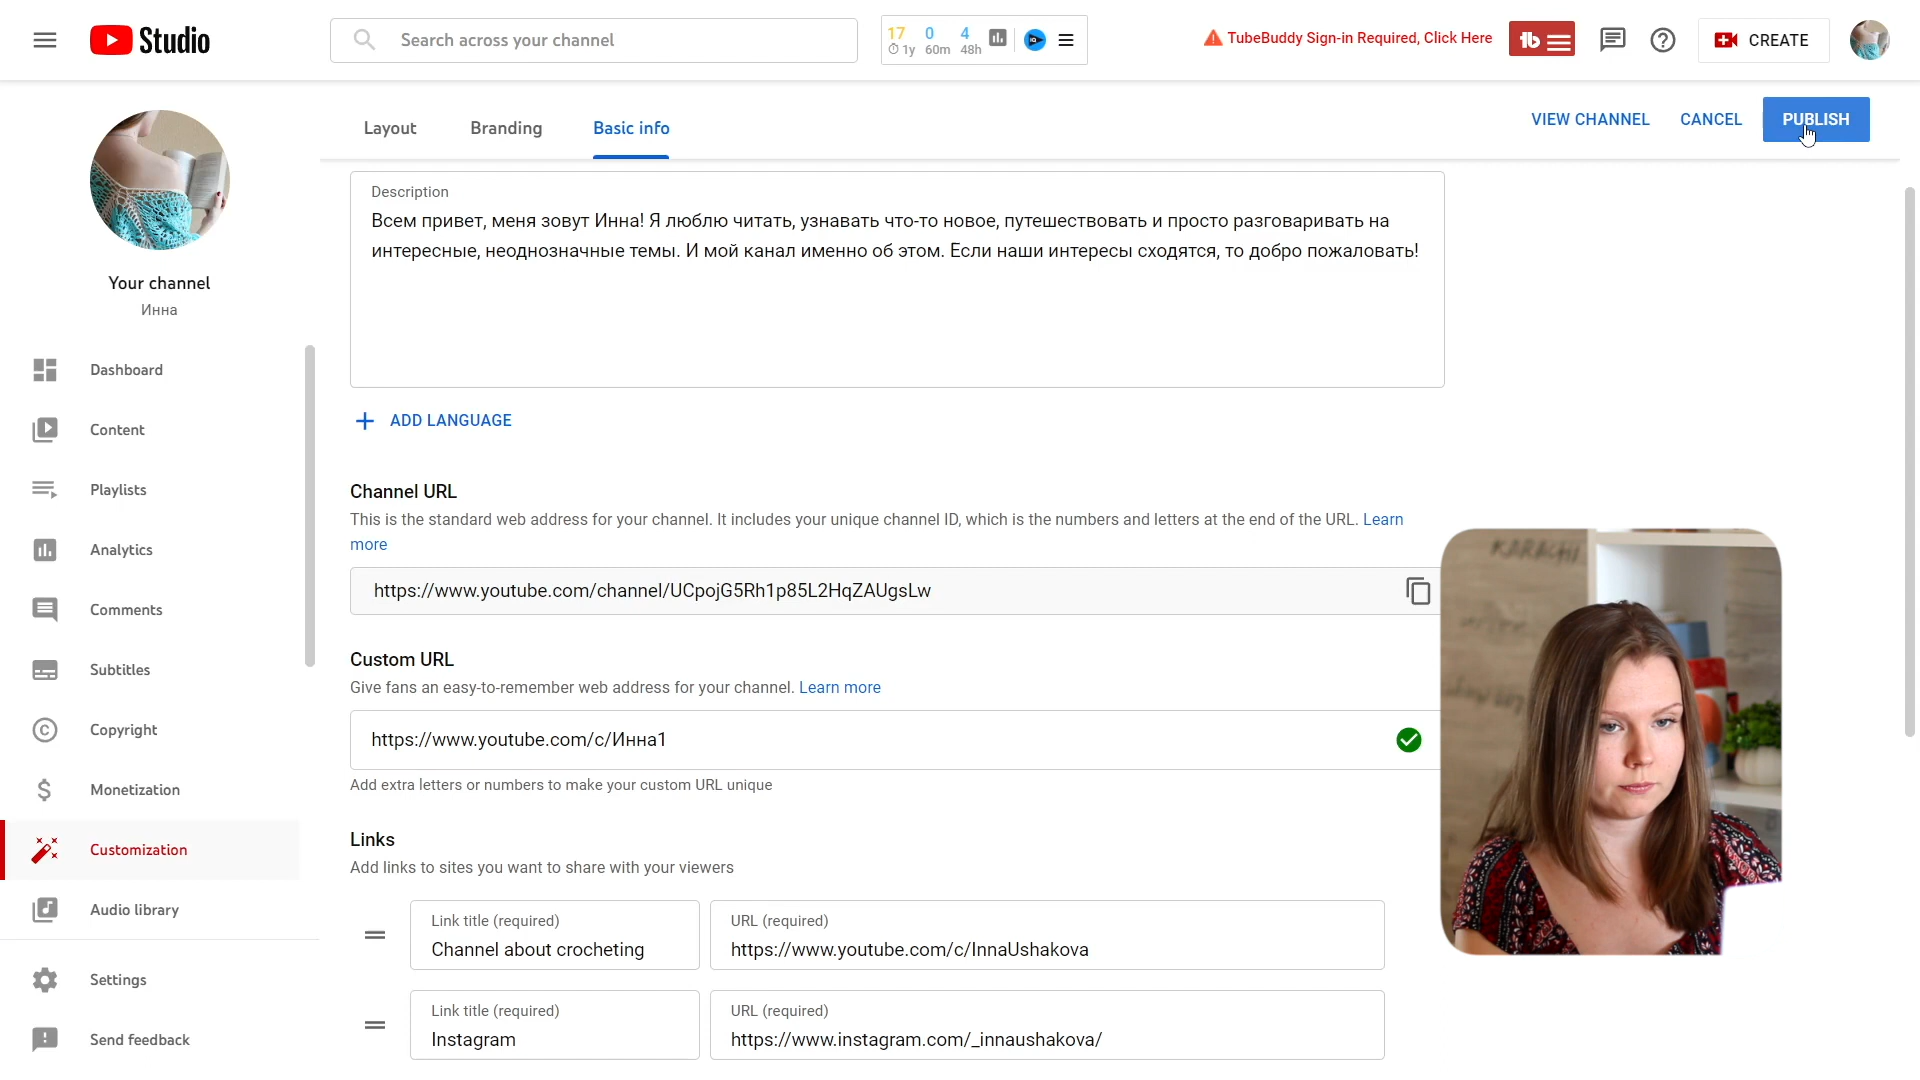 Studio
Search across your channel
17 0 4
1y 60m 48h
TubeBuddy Sign-in Required, Click Here
tb
CREATE
Layout
Branding
Basic info
VIEW CHANNEL
CANCEL
PUBLISH
Your channel
Инна
Dashboard
Content
Playlists
Analytics
Comments
Subtitles
Copyright
Monetization
Customization
Audio library
Settings
Send feedback
Description
Всем привет, меня зовут Инна! Я люблю читать, узнавать что-то новое, путешествовать и просто разговаривать на
интересные, неоднозначные темы. И мой канал именно об этом. Если наши интересы сходятся, то добро пожаловать!
ADD LANGUAGE
Channel URL
This is the standard web address for your channel. It includes your unique channel ID, which is the numbers and letters at the end of the URL. Learn
more
https://www.youtube.com/channel/UCpojG5Rh1p85L2HqZAUgsLw
Custom URL
Give fans an easy-to-remember web address for your channel. Learn more
https://www.youtube.com/c/Инна1
Add extra letters or numbers to make your custom URL unique
Links
Add links to sites you want to share with your viewers
Link title (required)
Channel about crocheting
URL (required)
https://www.youtube.com/c/InnaUshakova
Link title (required)
Instagram
URL (required)
https://www.instagram.com/_innaushakova/
KARACHI